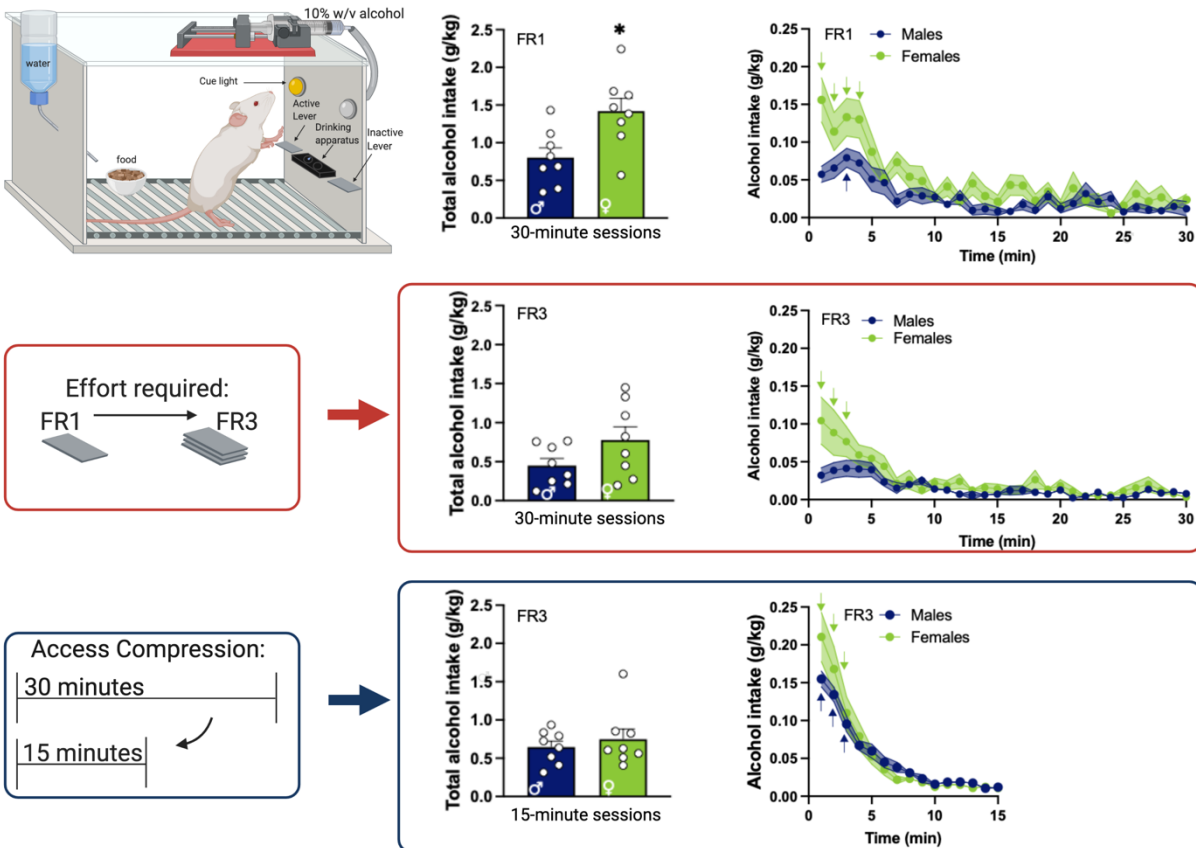 10% w/v alcohol
water
Cue light
Active
Lever
Drinking
apparatus
Inactive
Lever
food
FR1
*
Total alcohol intake (g/kg)
2.5
2.0
1.5
1.0
0.5
0.0
♂
♀
30-minute sessions
FR1
Males
Females
Alcohol intake (g/kg)
0.25
0.20
0.15
0.10
0.05
0.00
0 5 10 15 20 25 30
Time (min)
Effort required:
FR1 FR3
FR3
Total alcohol intake (g/kg)
2.5
2.0
1.5
1.0
0.5
0.0
♂
♀
30-minute sessions
FR3
Males
Females
Alcohol intake (g/kg)
0.25
0.20
0.15
0.10
0.05
0.00
0 5 10 15 20 25 30
Time (min)
Access Compression:
30 minutes
15 minutes
FR3
Total alcohol intake (g/kg)
2.5
2.0
1.5
1.0
0.5
0.0
♂
♀
15-minute sessions
FR3
Males
Females
Alcohol intake (g/kg)
0.25
0.20
0.15
0.10
0.05
0.00
0 5 10 15
Time (min)